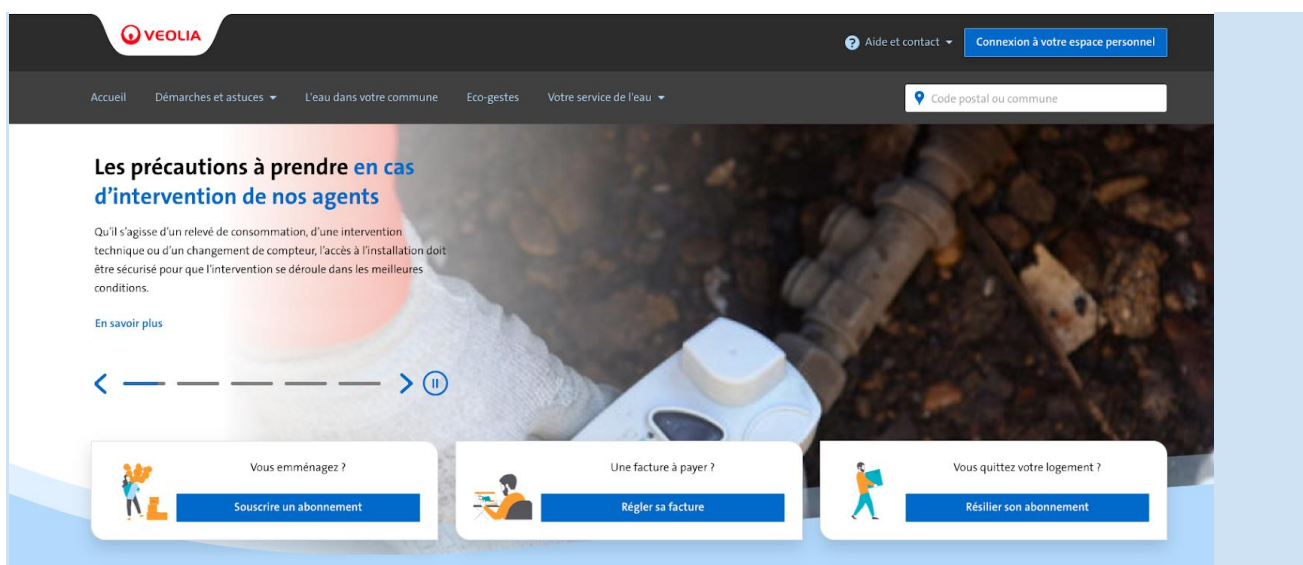 VEOLIA
Aide et contact
Connexion à votre espace personnel
Accueil
Démarches et astuces
L'eau dans votre commune
Eco-gestes
Votre service de l'eau
Code postal ou commune
Les précautions à prendre en cas
d'intervention de nos agents
Qu'il s'agisse d'un relevé de consommation, d'une intervention
technique ou d'un changement de compteur, l'accès à l'installation doit
être sécurisé pour que l'intervention se déroule dans les meilleures
conditions.
En savoir plus
Vous emménagez ?
Souscrire un abonnement
Une facture à payer ?
Régler sa facture
Vous quittez votre logement ?
Résilier son abonnement